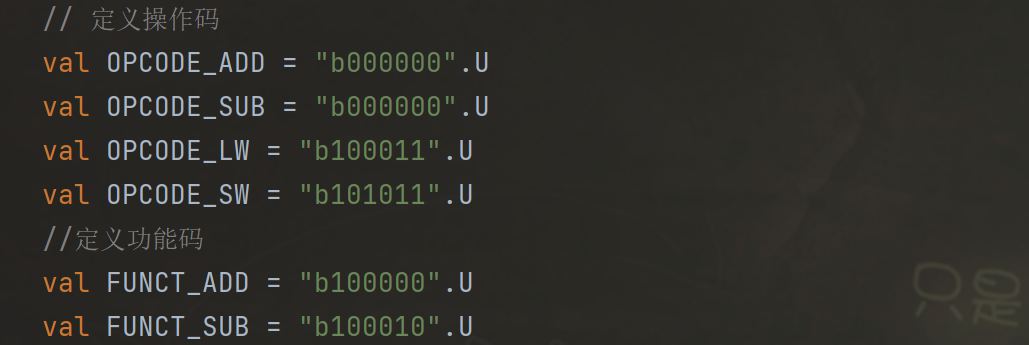 // 定义操作码
val OPCODE_ADD = "b000000".U
val OPCODE_SUB = "b000000".U
val OPCODE_LW = "b100011".U
val OPCODE_SW = "b101011".U
//定义功能码
val FUNCT_ADD = "b100000".U
val FUNCT_SUB = "b100010".U